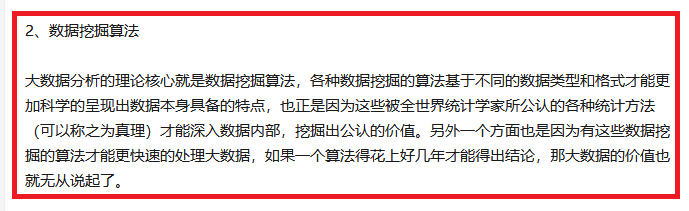 2、数据挖掘算法
大数据分析的理论核心就是数据挖掘算法，各种数据挖掘的算法基于不同的数据类型和格式才能更
加科学的呈现出数据本身具备的特点，也正是因为这些被全世界统计学家所公认的各种统计方法
（可以称之为真理）才能深入数据内部，挖掘出公认的价值。另外一个方面也是因为有这些数据挖
掘的算法才能更快速的处理大数据，如果一个算法得花上好几年才能得出结论，那大数据的价值也
就无从说起了。